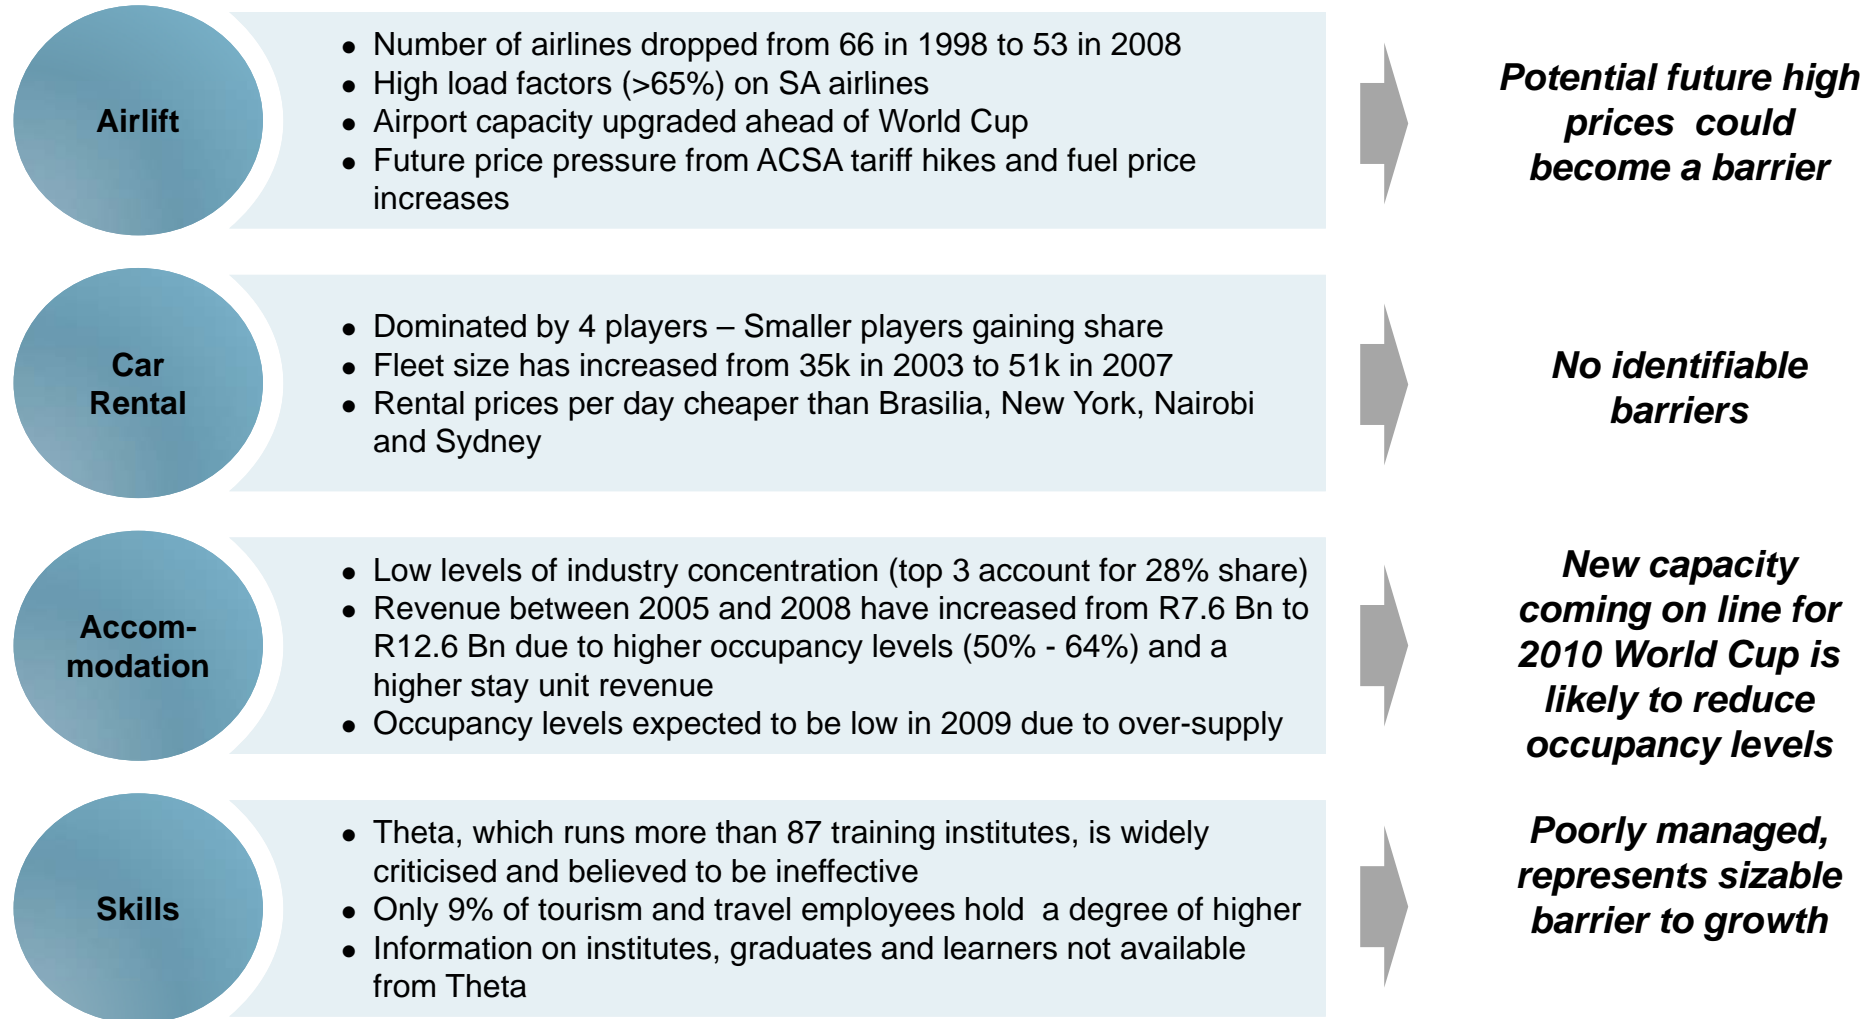 Airlift
● Number of airlines dropped from 66 in 1998 to 53 in 2008
● High load factors (>65%) on SA airlines
● Airport capacity upgraded ahead of World Cup
● Future price pressure from ACSA tariff hikes and fuel price
increases
Potential future high
prices could
become a barrier
Car
Rental
● Dominated by 4 players – Smaller players gaining share
● Fleet size has increased from 35k in 2003 to 51k in 2007
● Rental prices per day cheaper than Brasilia, New York, Nairobi
and Sydney
No identifiable
barriers
Accom-
modation
● Low levels of industry concentration (top 3 account for 28% share)
● Revenue between 2005 and 2008 have increased from R7.6 Bn to
R12.6 Bn due to higher occupancy levels (50% - 64%) and a
higher stay unit revenue
● Occupancy levels expected to be low in 2009 due to over-supply
New capacity
coming on line for
2010 World Cup is
likely to reduce
occupancy levels
Skills
● Theta, which runs more than 87 training institutes, is widely
criticised and believed to be ineffective
● Only 9% of tourism and travel employees hold a degree of higher
● Information on institutes, graduates and learners not available
from Theta
Poorly managed,
represents sizable
barrier to growth